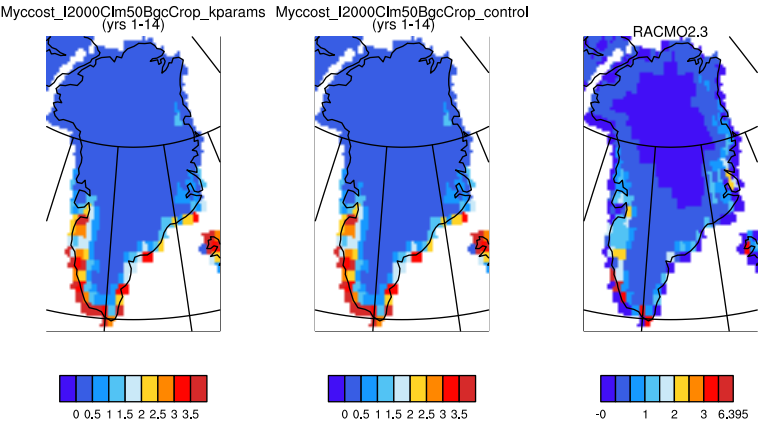 Myccost_I2000Clm50BgcCrop_kparams
(yrs 1-14)
Myccost_I2000Clm50BgcCrop_control
(yrs 1-14)
RACMO2.3
0 0.5 1 1.5 2 2.5 3 3.5
0 0.5 1 1.5 2 2.5 3 3.5
-0 1 2 3 6.395